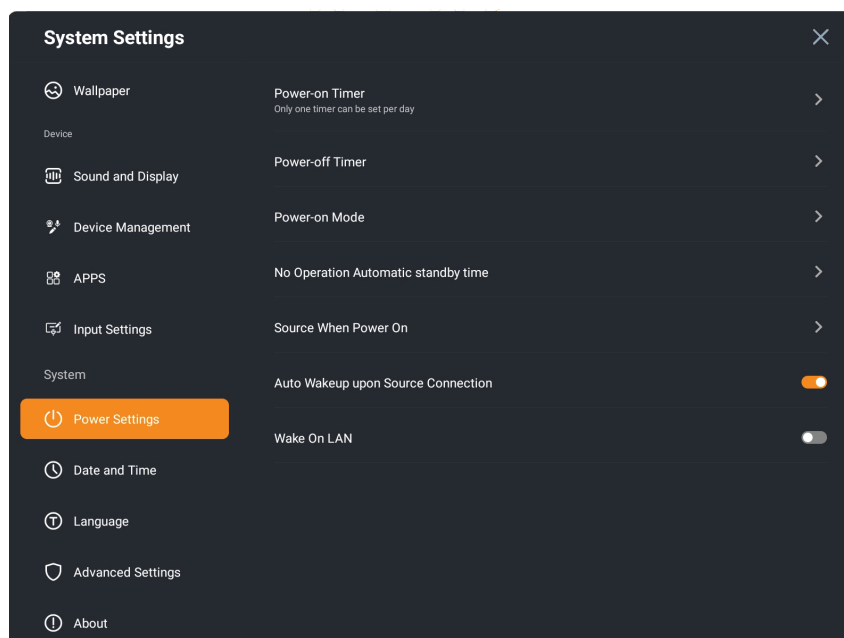 System Settings
Wallpaper
Device
Sound and Display
Device Management
APPS
Input Settings
System
Power Settings
Date and Time
Language
Advanced Settings
About
Power-on Timer
Only one timer can be set per day
Power-off Timer
Power-on Mode
No Operation Automatic standby time
Source When Power On
Auto Wakeup upon Source Connection
Wake On LAN